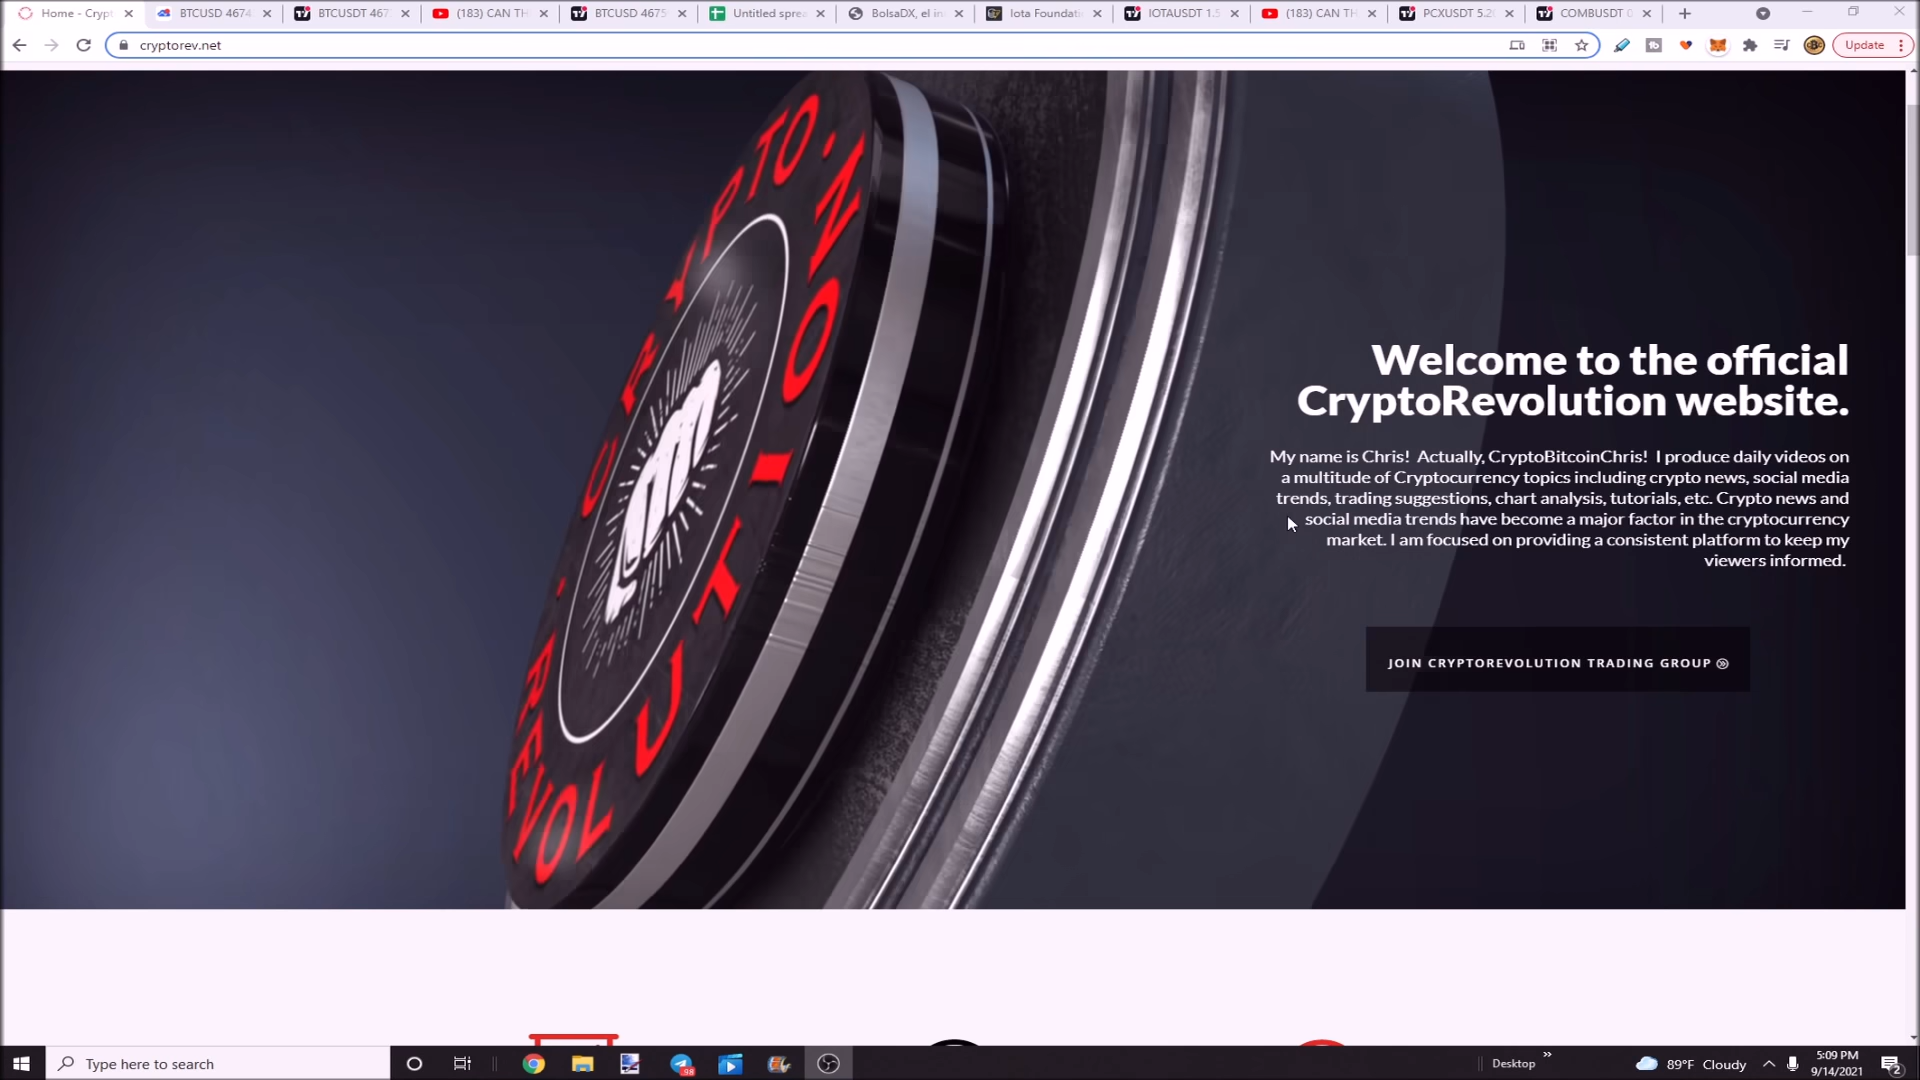 Home - Crypt
BTCUSD 4674
BTCUSDT 467
(183) CAN TH
BTCUSD 4675
Untitled spre
BolsaDX, el in
Iota Foundati
IOTAUSDT 1.5
(183) CAN TH
PCXUSDT 5.20
COMBUSDT 0
cryptorev.net
Update
CRYPTO · REVOLUTION ·
Welcome to the official
CryptoRevolution website.
My name is Chris! Actually, CryptoBitcoinChris! I produce daily videos on
a multitude of Cryptocurrency topics including crypto news, social media
trends, trading suggestions, chart analysis, tutorials, etc. Crypto news and
social media trends have become a major factor in the cryptocurrency
market. I am focused on providing a consistent platform to keep my
viewers informed.
JOIN CRYPTOREVOLUTION TRADING GROUP
Type here to search
98
Desktop
89°F Cloudy
5:09 PM
9/14/2021
2